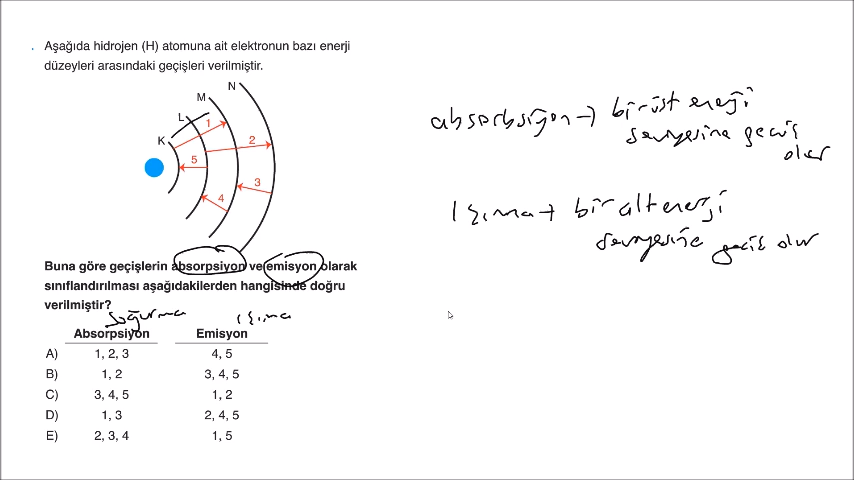 . Aşağıda hidrojen (H) atomuna ait elektronun bazı enerji
düzeyleri arasındaki geçişleri verilmiştir.
N
M
L
K
1
2
5
3
4
Buna göre geçişlerin absorpsiyon ve emisyon olarak
sınıflandırılması aşağıdakilerden hangisinde doğru
verilmiştir?
soğurma ışıma
Absorpsiyon Emisyon
A) 1, 2, 3 4, 5
B) 1, 2 3, 4, 5
C) 3, 4, 5 1, 2
D) 1, 3 2, 4, 5
E) 2, 3, 4 1, 5
absorbsiyon → bir üst enerji
seviyesine geçiş
olur
Işıma → bir alt enerji
seviyesine geçiş olur